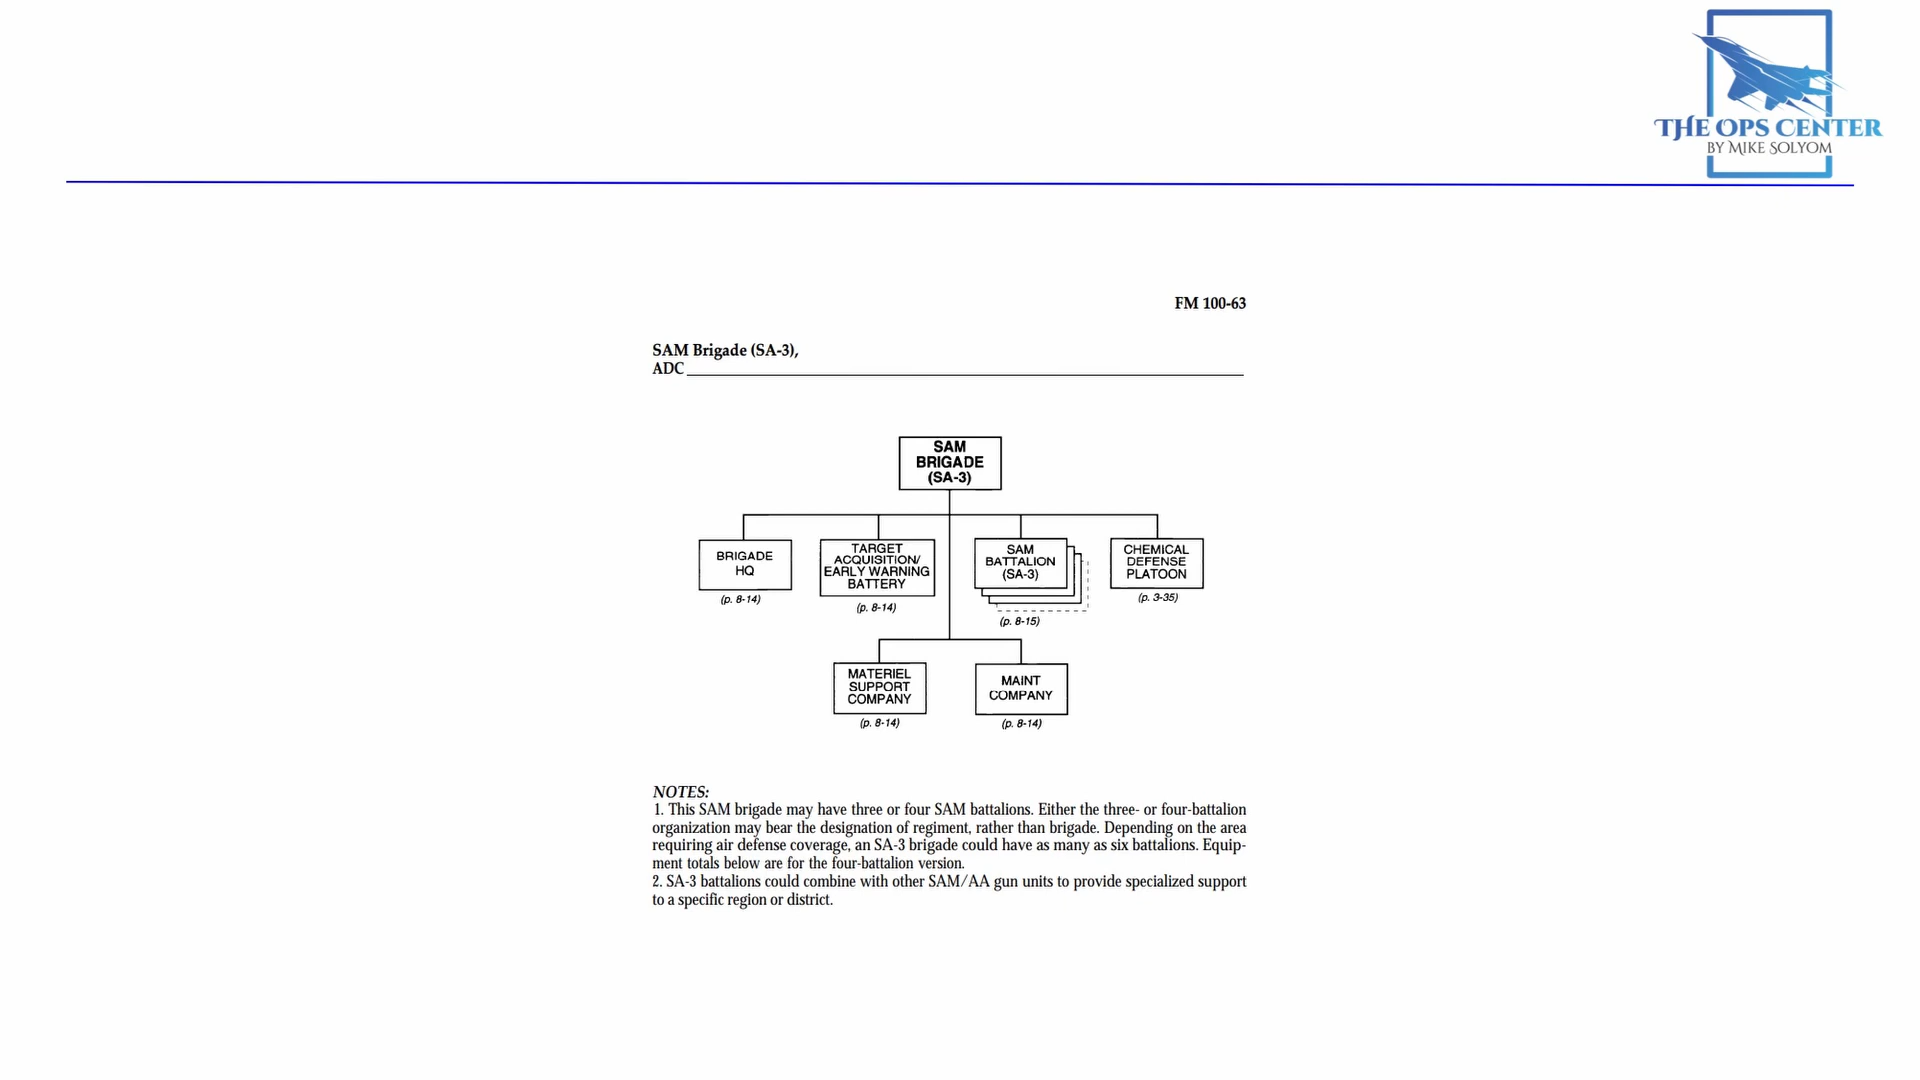 THE OPS CENTER
BY MIKE SOLYOM
FM 100-63
SAM Brigade (SA-3),
ADC
SAM
BRIGADE
(SA-3)
BRIGADE
HQ
(p. 8-14)
TARGET
ACQUISITION/
EARLY WARNING
BATTERY
(p. 8-14)
SAM
BATTALION
(SA-3)
(p. 8-15)
CHEMICAL
DEFENSE
PLATOON
(p. 3-35)
MATERIEL
SUPPORT
COMPANY
(p. 8-14)
MAINT
COMPANY
(p. 8-14)
NOTES:
1. This SAM brigade may have three or four SAM battalions. Either the three- or four-battalion
organization may bear the designation of regiment, rather than brigade. Depending on the area
requiring air defense coverage, an SA-3 brigade could have as many as six battalions. Equip-
ment totals below are for the four-battalion version.
2. SA-3 battalions could combine with other SAM/AA gun units to provide specialized support
to a specific region or district.